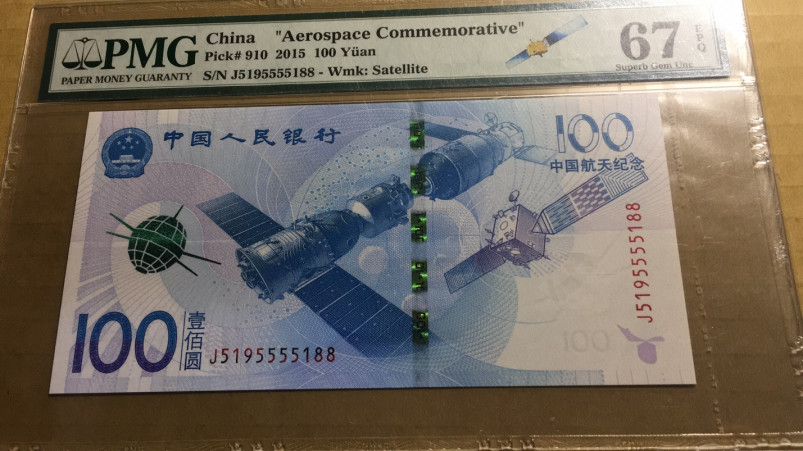 PMG
PAPER MONEY GUARANTY
China "Aerospace Commemorative"
Pick# 910 2015 100 Yüan
S/N J5195555188 - Wmk: Satellite
67
EPQ
Superb Gem Unc
中国人民银行
100
中国航天纪念
J5195555188
100
壹佰圆
J5195555188
100